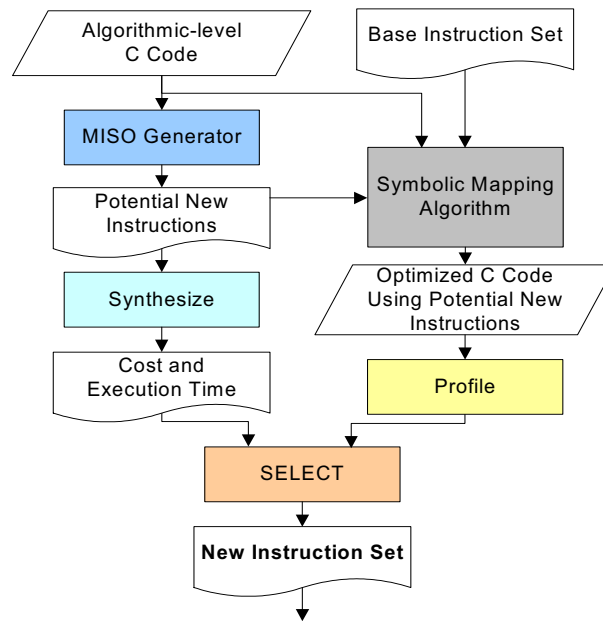 Algorithmic-level
C Code
Base Instruction Set
MISO Generator
Symbolic Mapping
Algorithm
Potential New
Instructions
Synthesize
Optimized C Code
Using Potential New
Instructions
Cost and
Execution Time
Profile
SELECT
New Instruction Set